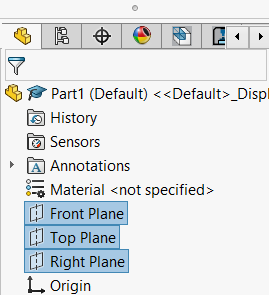 Part1 (Default) <<Default>_Displ
History
Sensors
Annotations
Material <not specified>
Front Plane
Top Plane
Right Plane
Origin